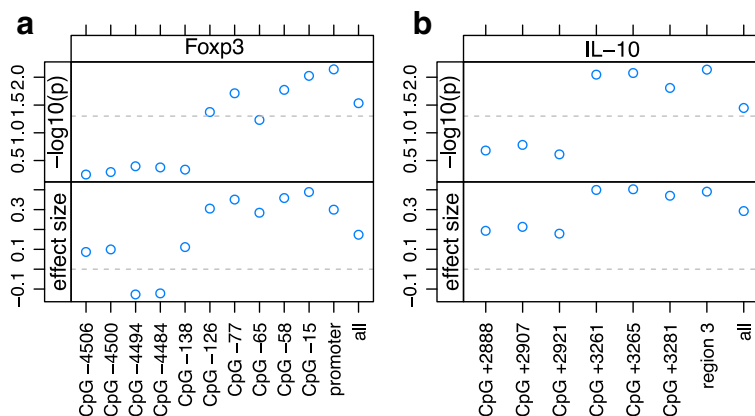 a
Foxp3
−log10(p)
0.5 1.0 1.5 2.0
effect size
−0.1 0.1 0.3
CpG −4506
CpG −4500
CpG −4494
CpG −4484
CpG −138
CpG −126
CpG −77
CpG −65
CpG −58
CpG −15
promoter
all
b
IL−10
−log10(p)
0.5 1.0 1.5 2.0
effect size
−0.1 0.1 0.3
CpG +2888
CpG +2907
CpG +2921
CpG +3261
CpG +3265
CpG +3281
region 3
all